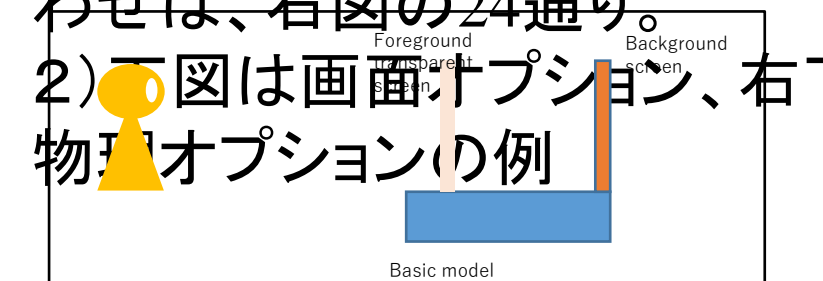 わせは、右図の24通り。
2)下図は画面オプション、右下
物理オプションの例
Foreground
transparent
screen
Background
screen
Basic model